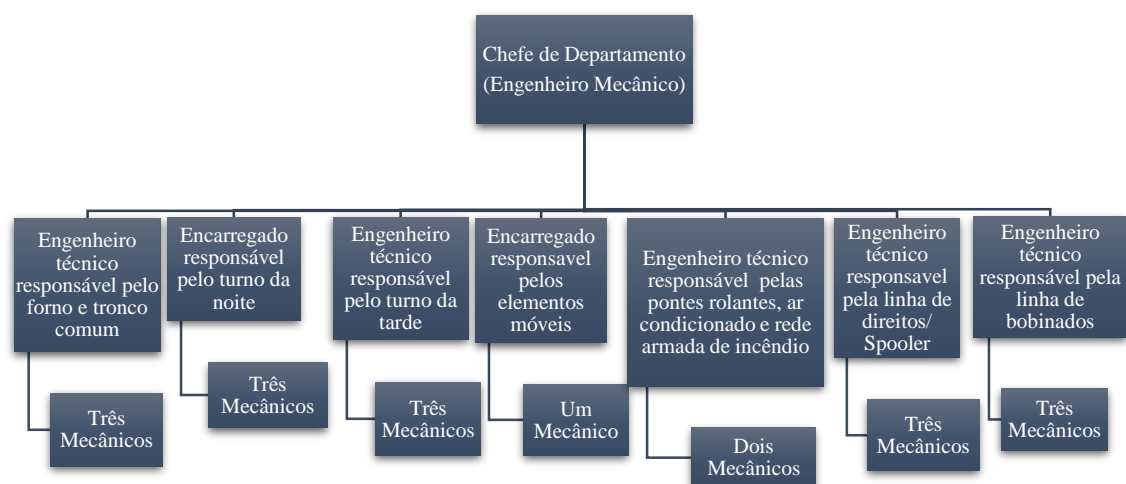 Chefe de Departamento
(Engenheiro Mecânico)
Engenheiro
técnico
responsável pelo
forno e tronco
comum
Três
Mecânicos
Encarregado
responsável
pelo turno da
noite
Três
Mecânicos
Engenheiro
técnico
responsável
pelo turno da
tarde
Três
Mecânicos
Encarregado
responsavel
pelos
elementos
móveis
Um
Mecânico
Engenheiro técnico
responsável pelas
pontes rolantes, ar
condicionado e rede
armada de incêndio
Dois
Mecânicos
Engenheiro
técnico
responsavél
pela linha de
direitos/
Spooler
Três
Mecânicos
Engenheiro
técnico
responsável pela
linha de
bobinados
Três
Mecânicos